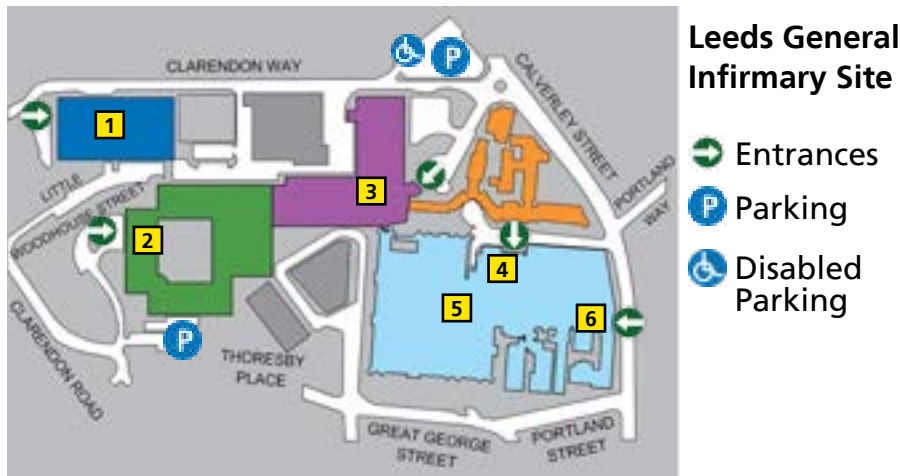 Leeds General
Infirmary Site
Entrances
P Parking
Disabled
Parking
CLARENDON WAY
P
CALVERLEY STREET
PORTLAND
WAY
1
LITTLE
WOODHOUSE STREET
2
3
4
5
6
P
CLARENDON ROAD
THORESBY
PLACE
GREAT GEORGE
STREET
PORTLAND
STREET